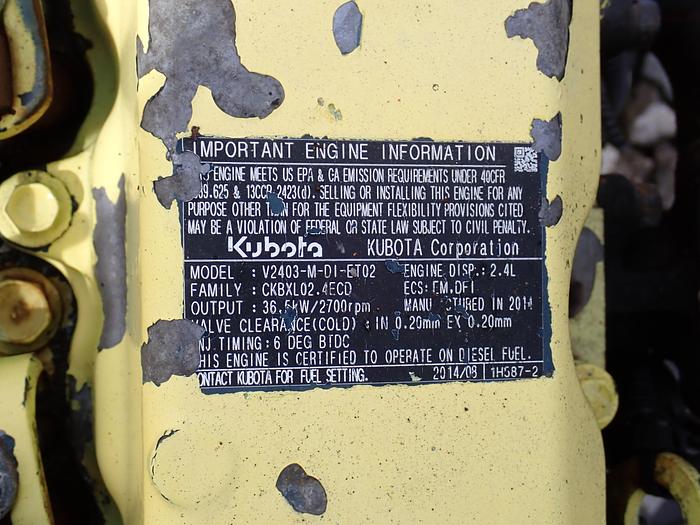 IMPORTANT ENGINE INFORMATION
ENGINE MEETS US EPA & CA EMISSION REQUIREMENTS UNDER 40CFR
39.625 & 13CCR 2423(d). SELLING OR INSTALLING THIS ENGINE FOR ANY
PURPOSE OTHER THAN FOR THE EQUIPMENT FLEXIBILITY PROVISIONS CITED
MAY BE A VIOLATION OF FEDERAL OR STATE LAW SUBJECT TO CIVIL PENALTY.
Kubota KUBOTA Corporation
MODEL : V2403-M-DI-ET02 ENGINE DISP.: 2.4L
FAMILY : CKBXL02.4ECD ECS: EM,DFI
OUTPUT : 36.5kW/2700rpm MANU TURED IN 2014
VALVE CLEARANCE(COLD) : IN 0.20mm EX 0.20mm
INJ.TIMING: 6 DEG BTDC
THIS ENGINE IS CERTIFIED TO OPERATE ON DIESEL FUEL.
ONTACT KUBOTA FOR FUEL SETTING. 2014/08 1H587-2